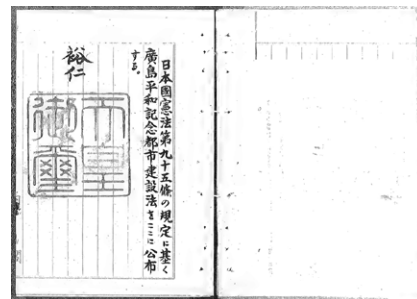 日本國憲法第九十五條の規定に基く
廣島平和記念都市建設法をここに公布
する。
裕仁
天皇
御璽